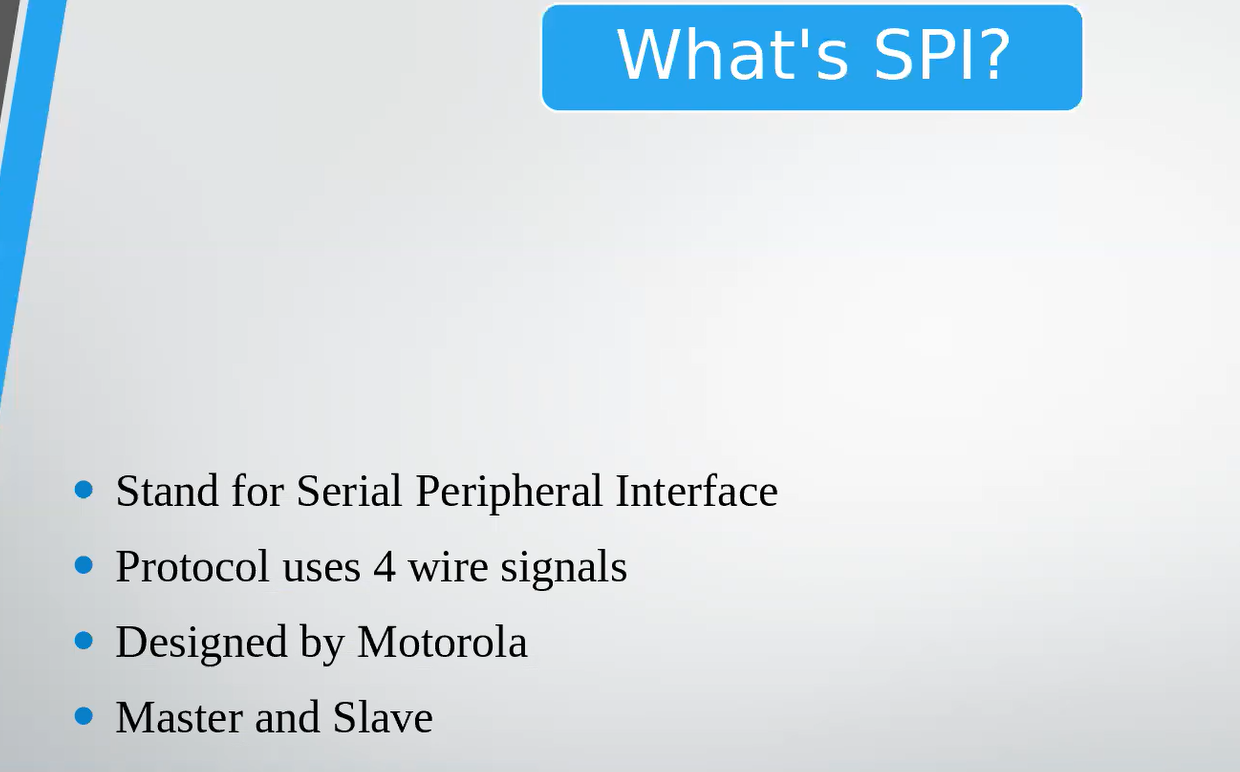 What's SPI?
Stand for Serial Peripheral Interface
Protocol uses 4 wire signals
Designed by Motorola
Master and Slave